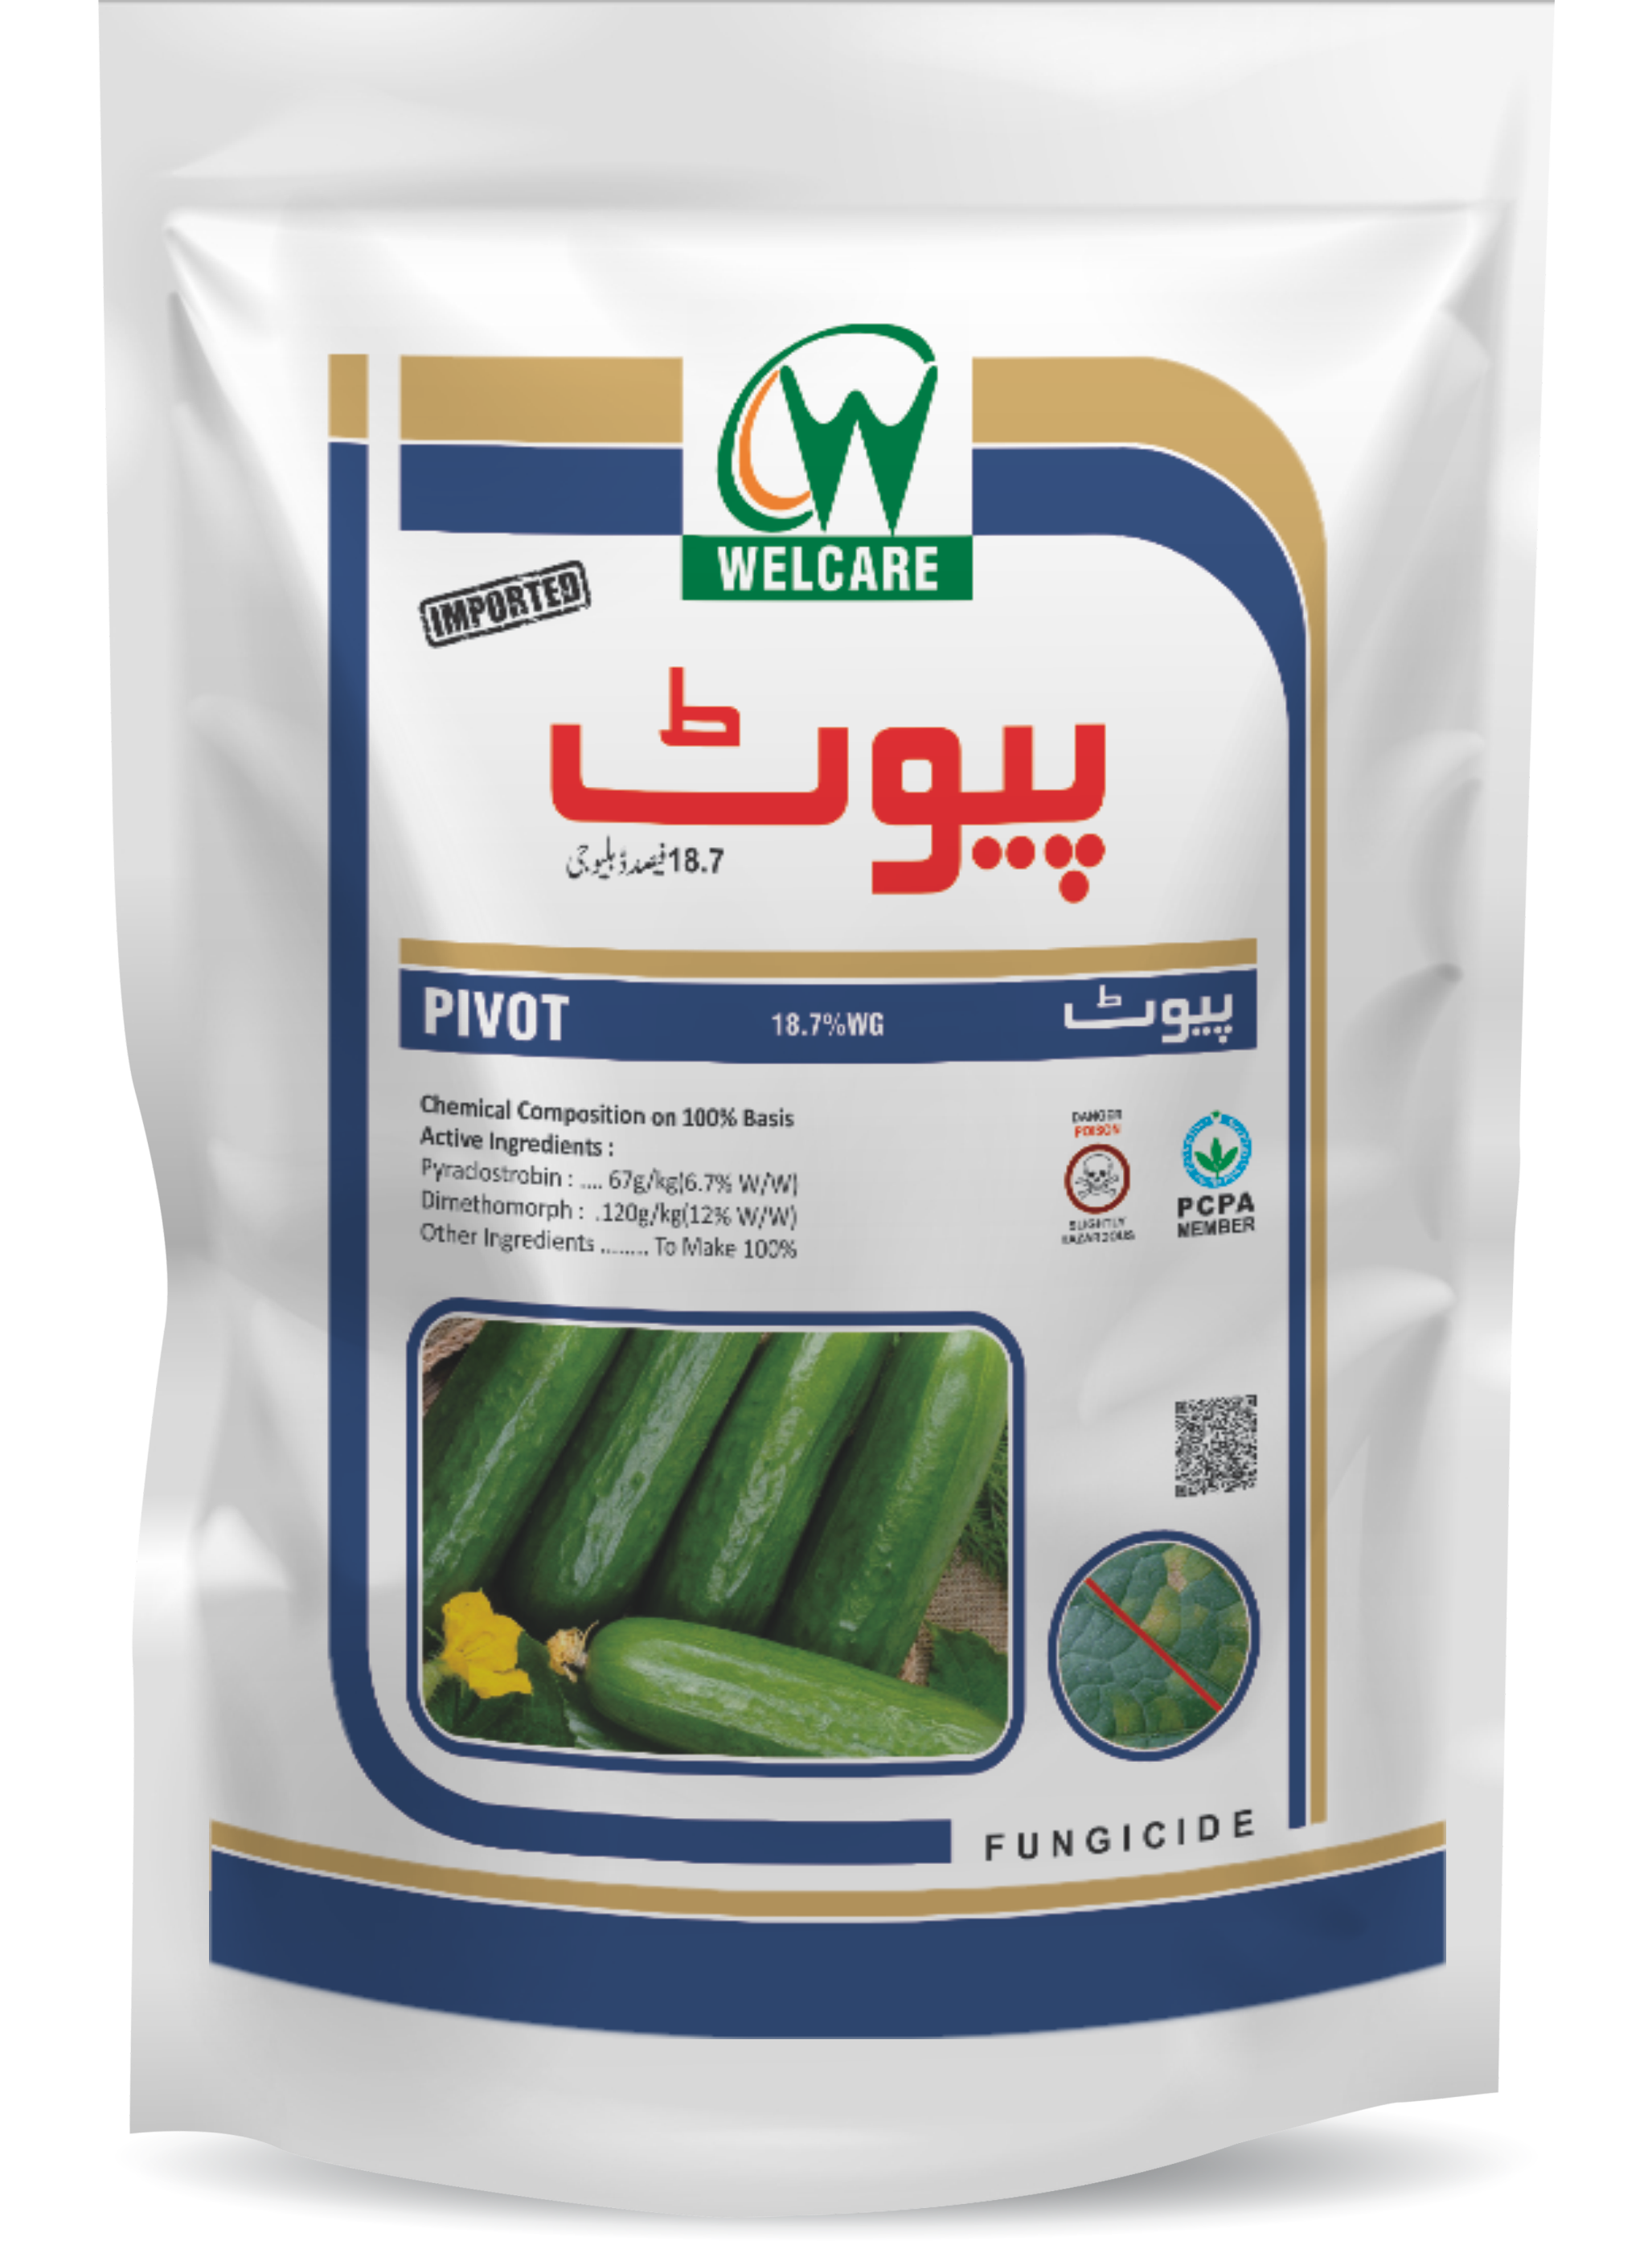 WELCARE
IMPORTED
پیوٹ
18.7فیصد ڈبلیو جی
PIVOT 18.7%WG پیوٹ
Chemical Composition on 100% Basis
Active Ingredients :
Pyraclostrobin : .... 67g/kg(6.7% W/W)
Dimethomorph : .120g/kg(12% W/W)
Other Ingredients ........ To Make 100%
DANGER
POISON
SLIGHTLY
HAZARDOUS
PCPA
MEMBER
FUNGICIDE